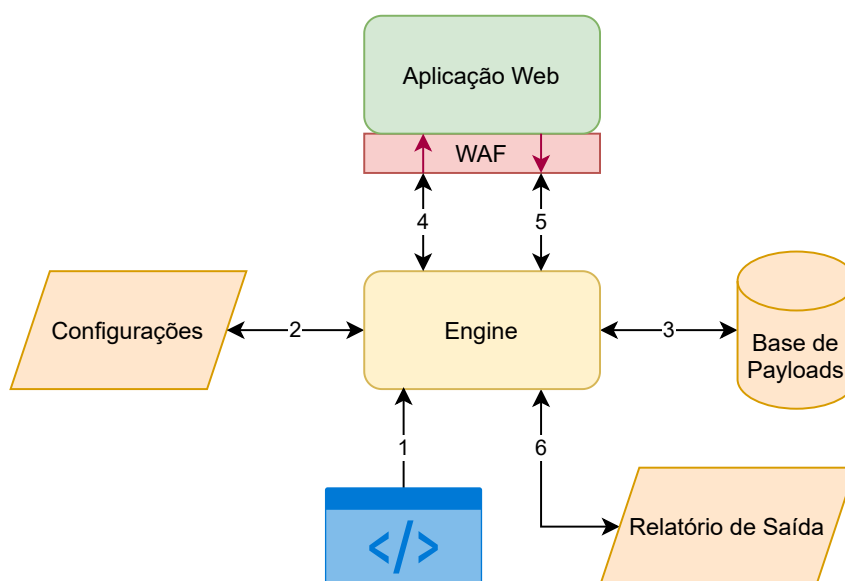 Aplicação Web
WAF
4
5
Configurações
2
Engine
3
Base de
Payloads
1
6
</>
Relatório de Saída